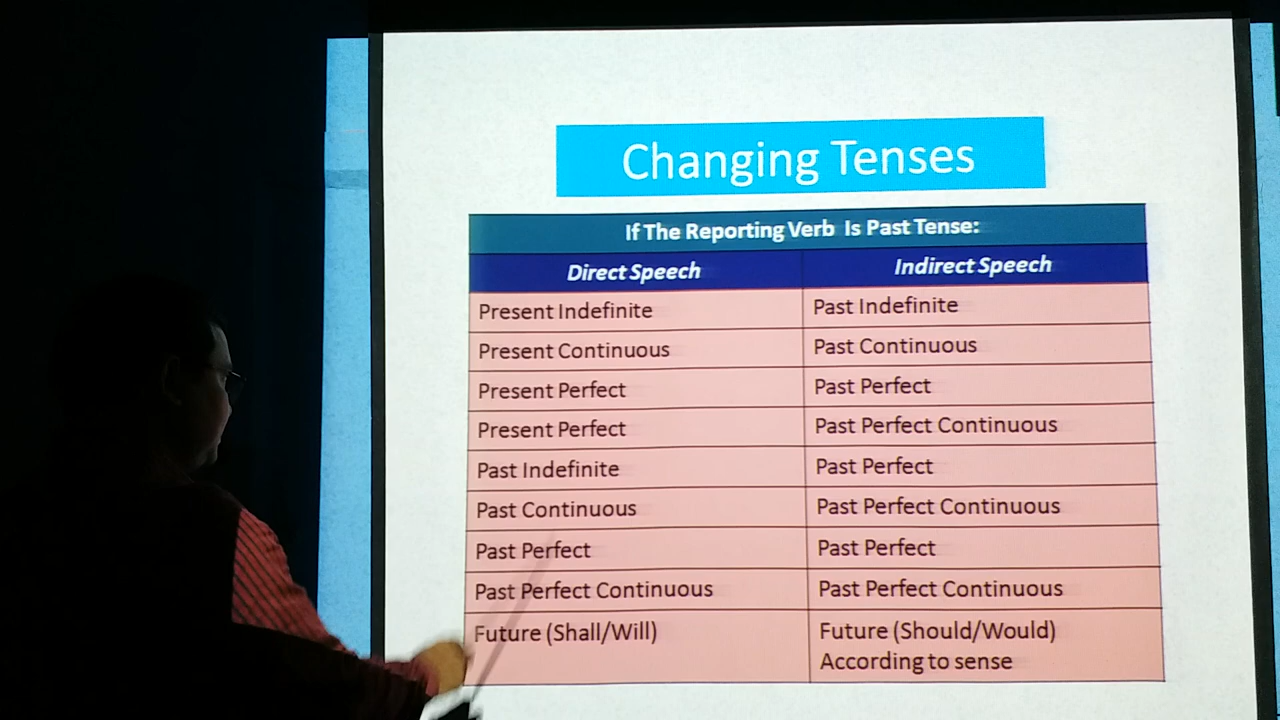 Changing Tenses
If The Reporting Verb Is Past Tense:
Direct Speech Indirect Speech
Present Indefinite Past Indefinite
Present Continuous Past Continuous
Present Perfect Past Perfect
Present Perfect Past Perfect Continuous
Past Indefinite Past Perfect
Past Continuous Past Perfect Continuous
Past Perfect Past Perfect
Past Perfect Continuous Past Perfect Continuous
Future (Shall/Will) Future (Should/Would)
According to sense